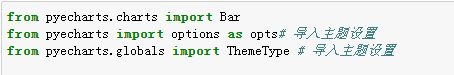 from pyecharts.charts import Bar
from pyecharts import options as opts# 导入主题设置
from pyecharts.globals import ThemeType # 导入主题设置